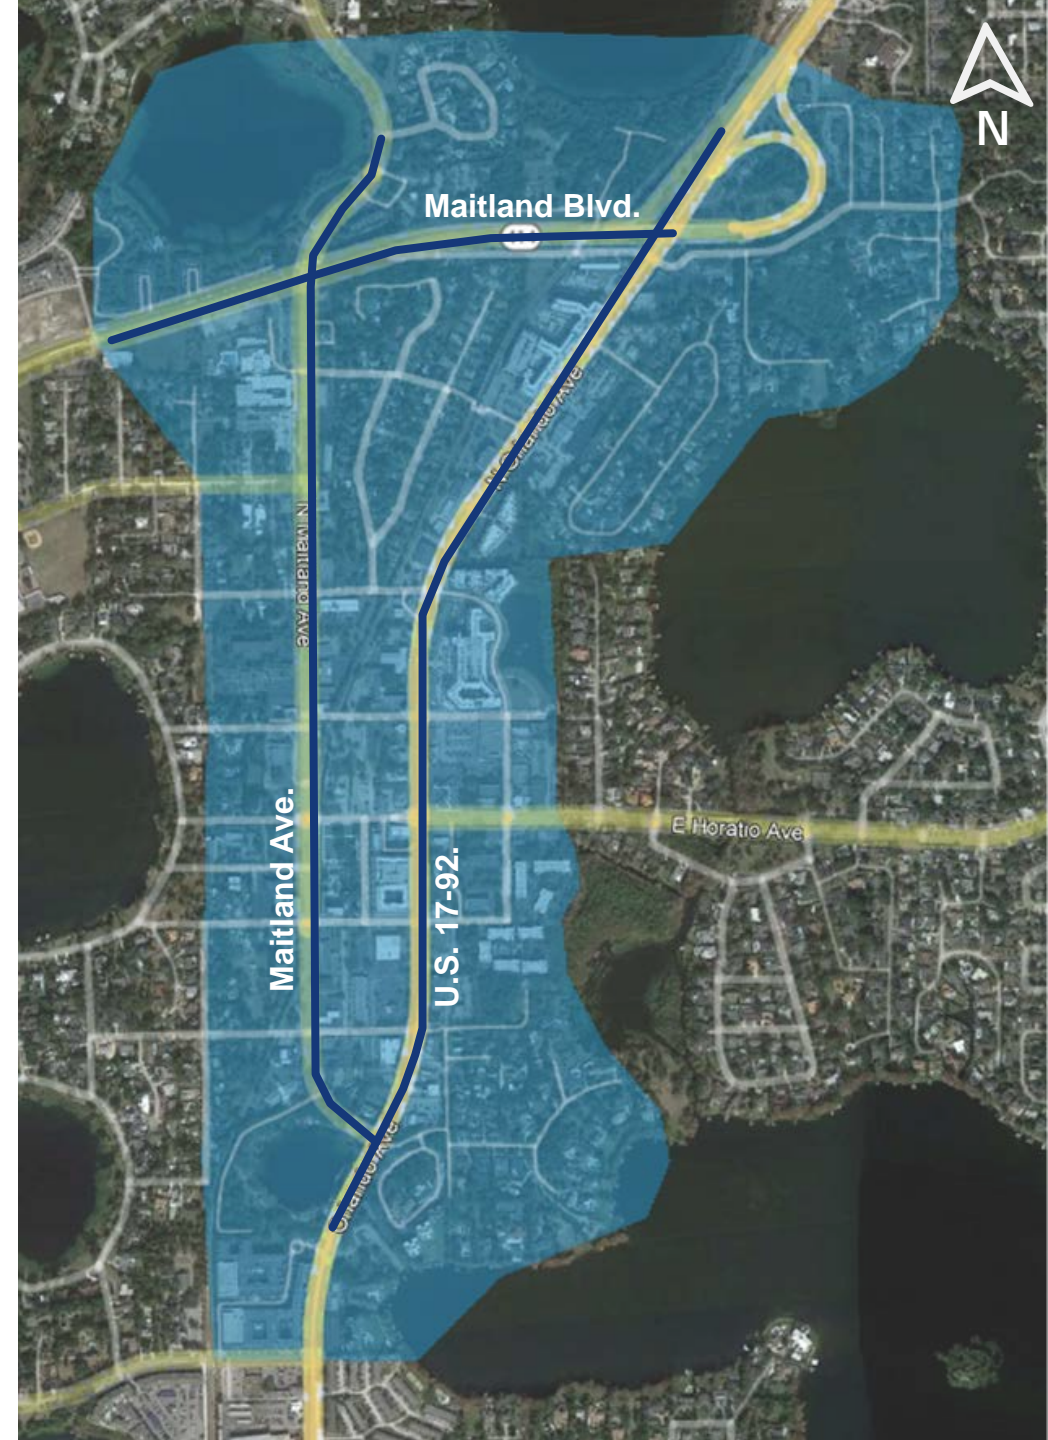 N
Maitland Blvd.
N Orlando Ave
N Maitland Ave
E Horatio Ave
Maitland Ave.
U.S. 17-92.
Orlando Ave